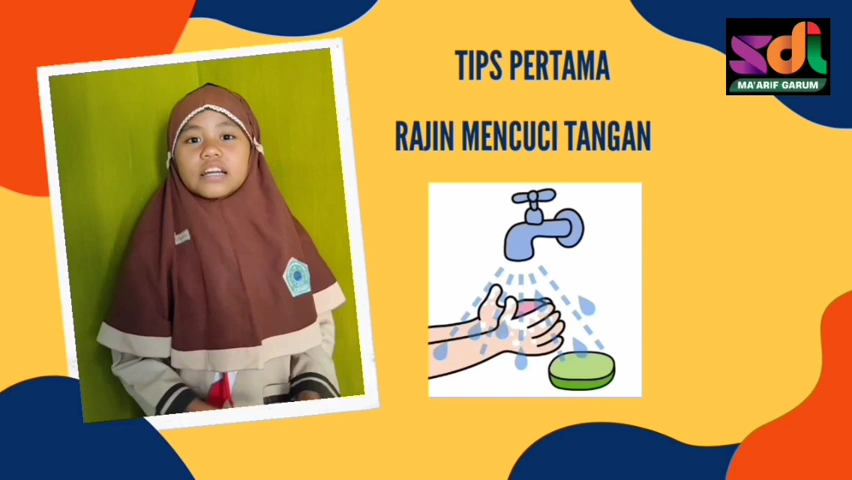 TIPS PERTAMA
RAJIN MENCUCI TANGAN
sdi
MA'ARIF GARUM